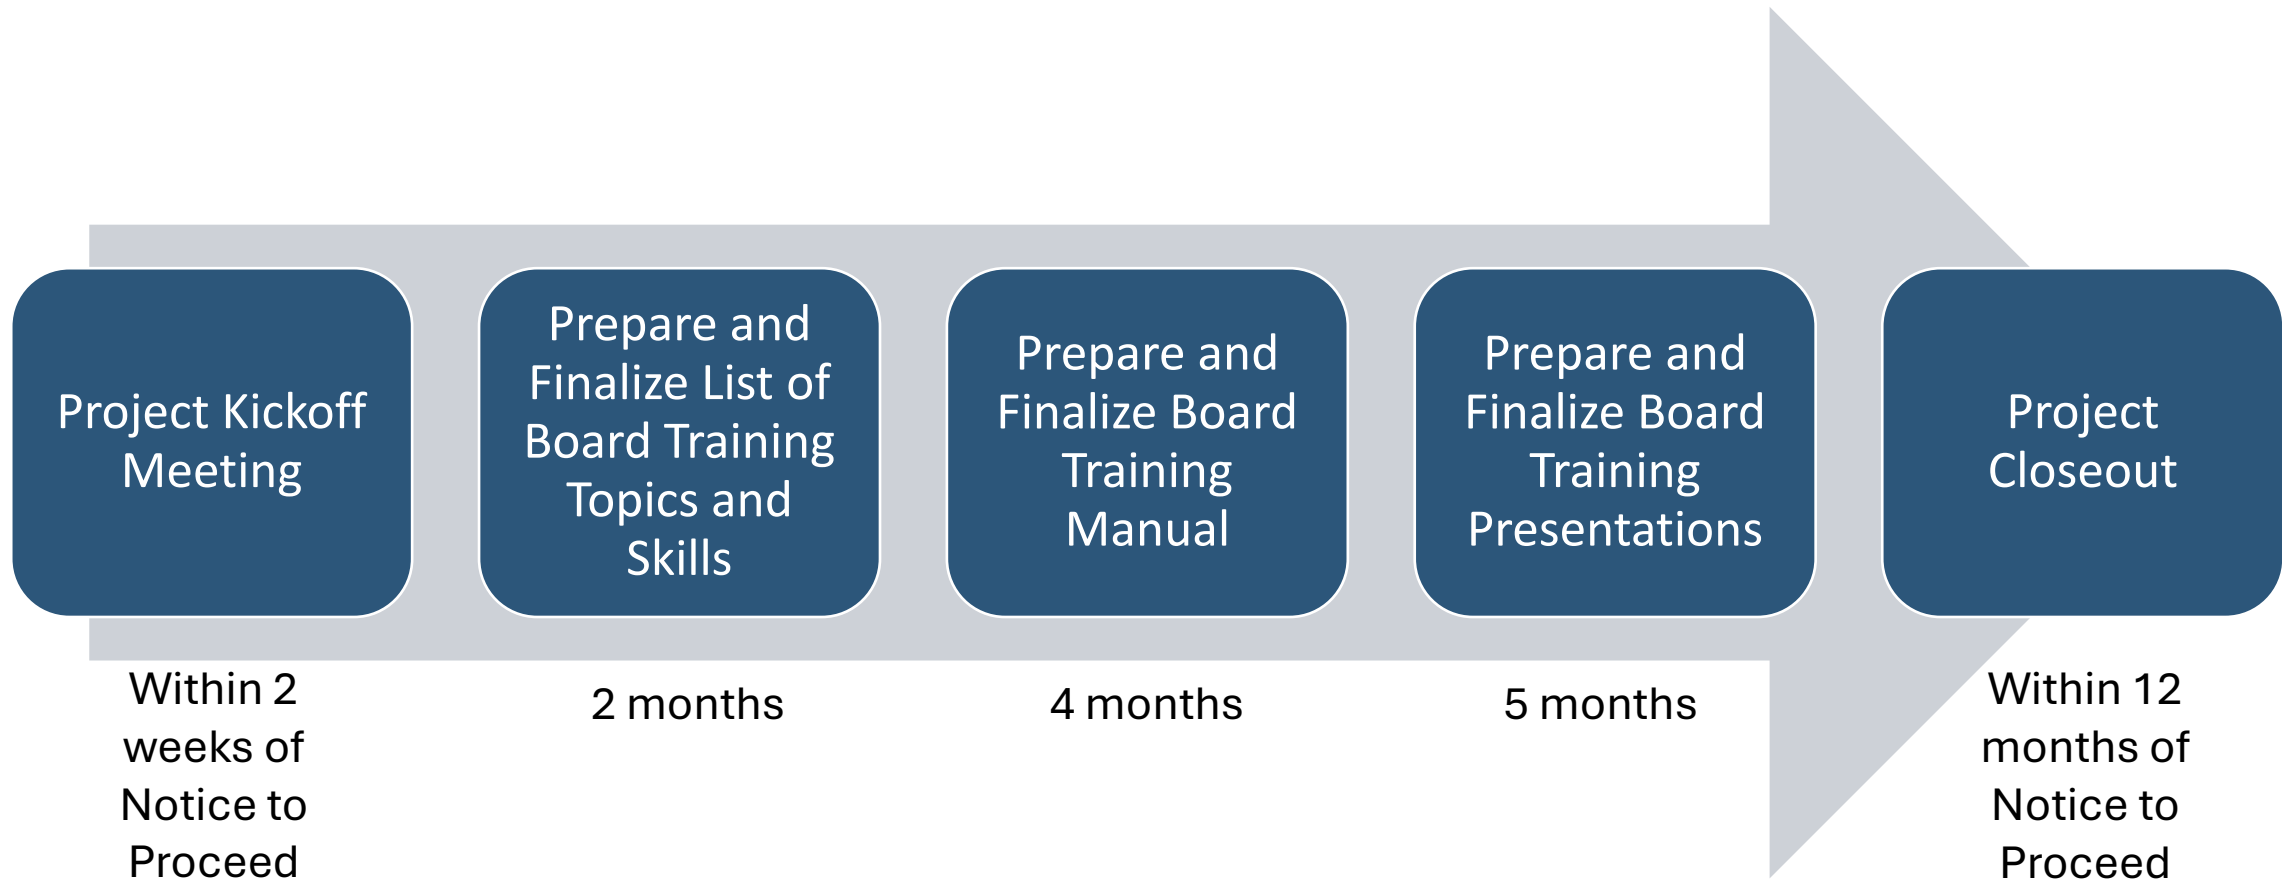 Project Kickoff
Meeting
Prepare and
Finalize List of
Board Training
Topics and
Skills
Prepare and
Finalize Board
Training
Manual
Prepare and
Finalize Board
Training
Presentations
Project
Closeout
Within 2
weeks of
Notice to
Proceed
2 months
4 months
5 months
Within 12
months of
Notice to
Proceed